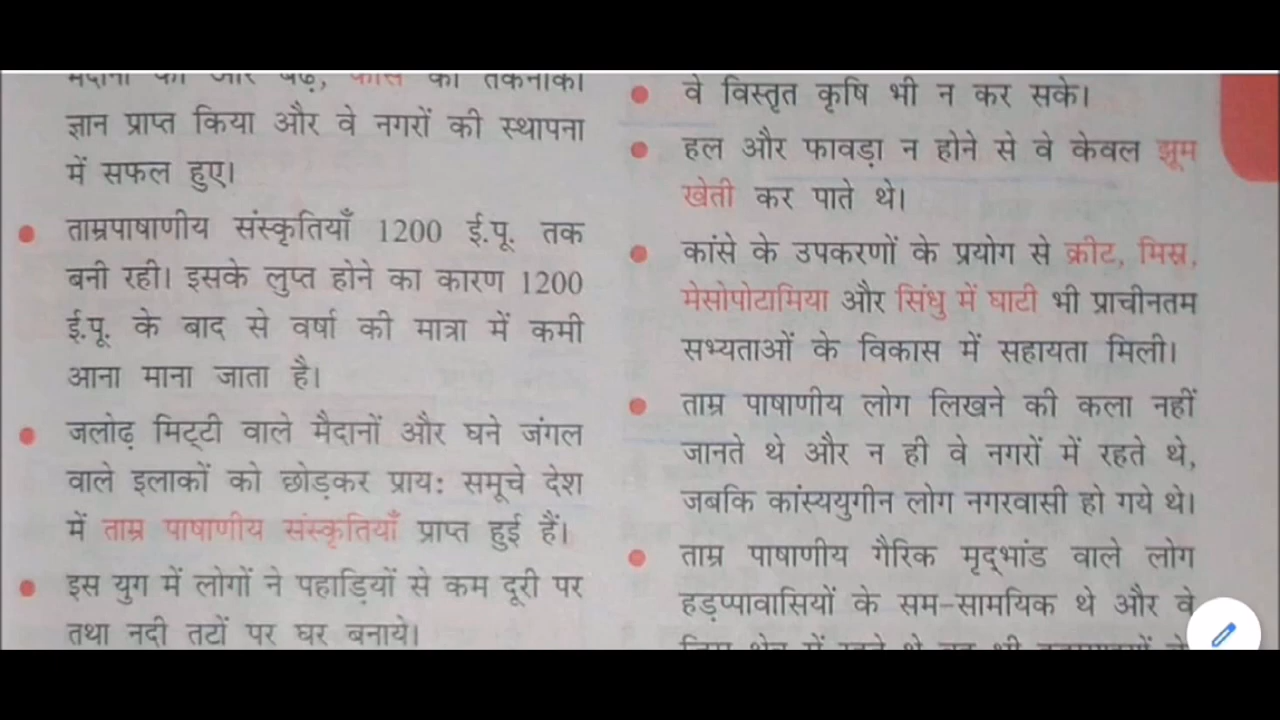 ज्ञान प्राप्त किया और वे नगरों की स्थापना
में सफल हुए।
ताम्रपाषाणीय संस्कृतियाँ 1200 ई.पू. तक
बनी रही। इसके लुप्त होने का कारण 1200
ई.पू. के बाद से वर्षा की मात्रा में कमी
आना माना जाता है।
जलोढ़ मिट्टी वाले मैदानों और घने जंगल
वाले इलाकों को छोड़कर प्राय: समूचे देश
में ताम्र पाषाणीय संस्कृतियाँ प्राप्त हुई हैं।
इस युग में लोगों ने पहाड़ियों से कम दूरी पर
तथा नदी तटों पर घर बनाये।
वे विस्तृत कृषि भी न कर सके।
हल और फावड़ा न होने से वे केवल झूम
खेती कर पाते थे।
कांसे के उपकरणों के प्रयोग से क्रीट, मिस्र,
मेसोपोटामिया और सिंधु में घाटी भी प्राचीनतम
सभ्यताओं के विकास में सहायता मिली।
ताम्र पाषाणीय लोग लिखने की कला नहीं
जानते थे और न ही वे नगरों में रहते थे,
जबकि कांस्ययुगीन लोग नगरवासी हो गये थे।
ताम्र पाषाणीय गैरिक मृद्भांड वाले लोग
हड़प्पावासियों के सम-सामयिक थे और वे